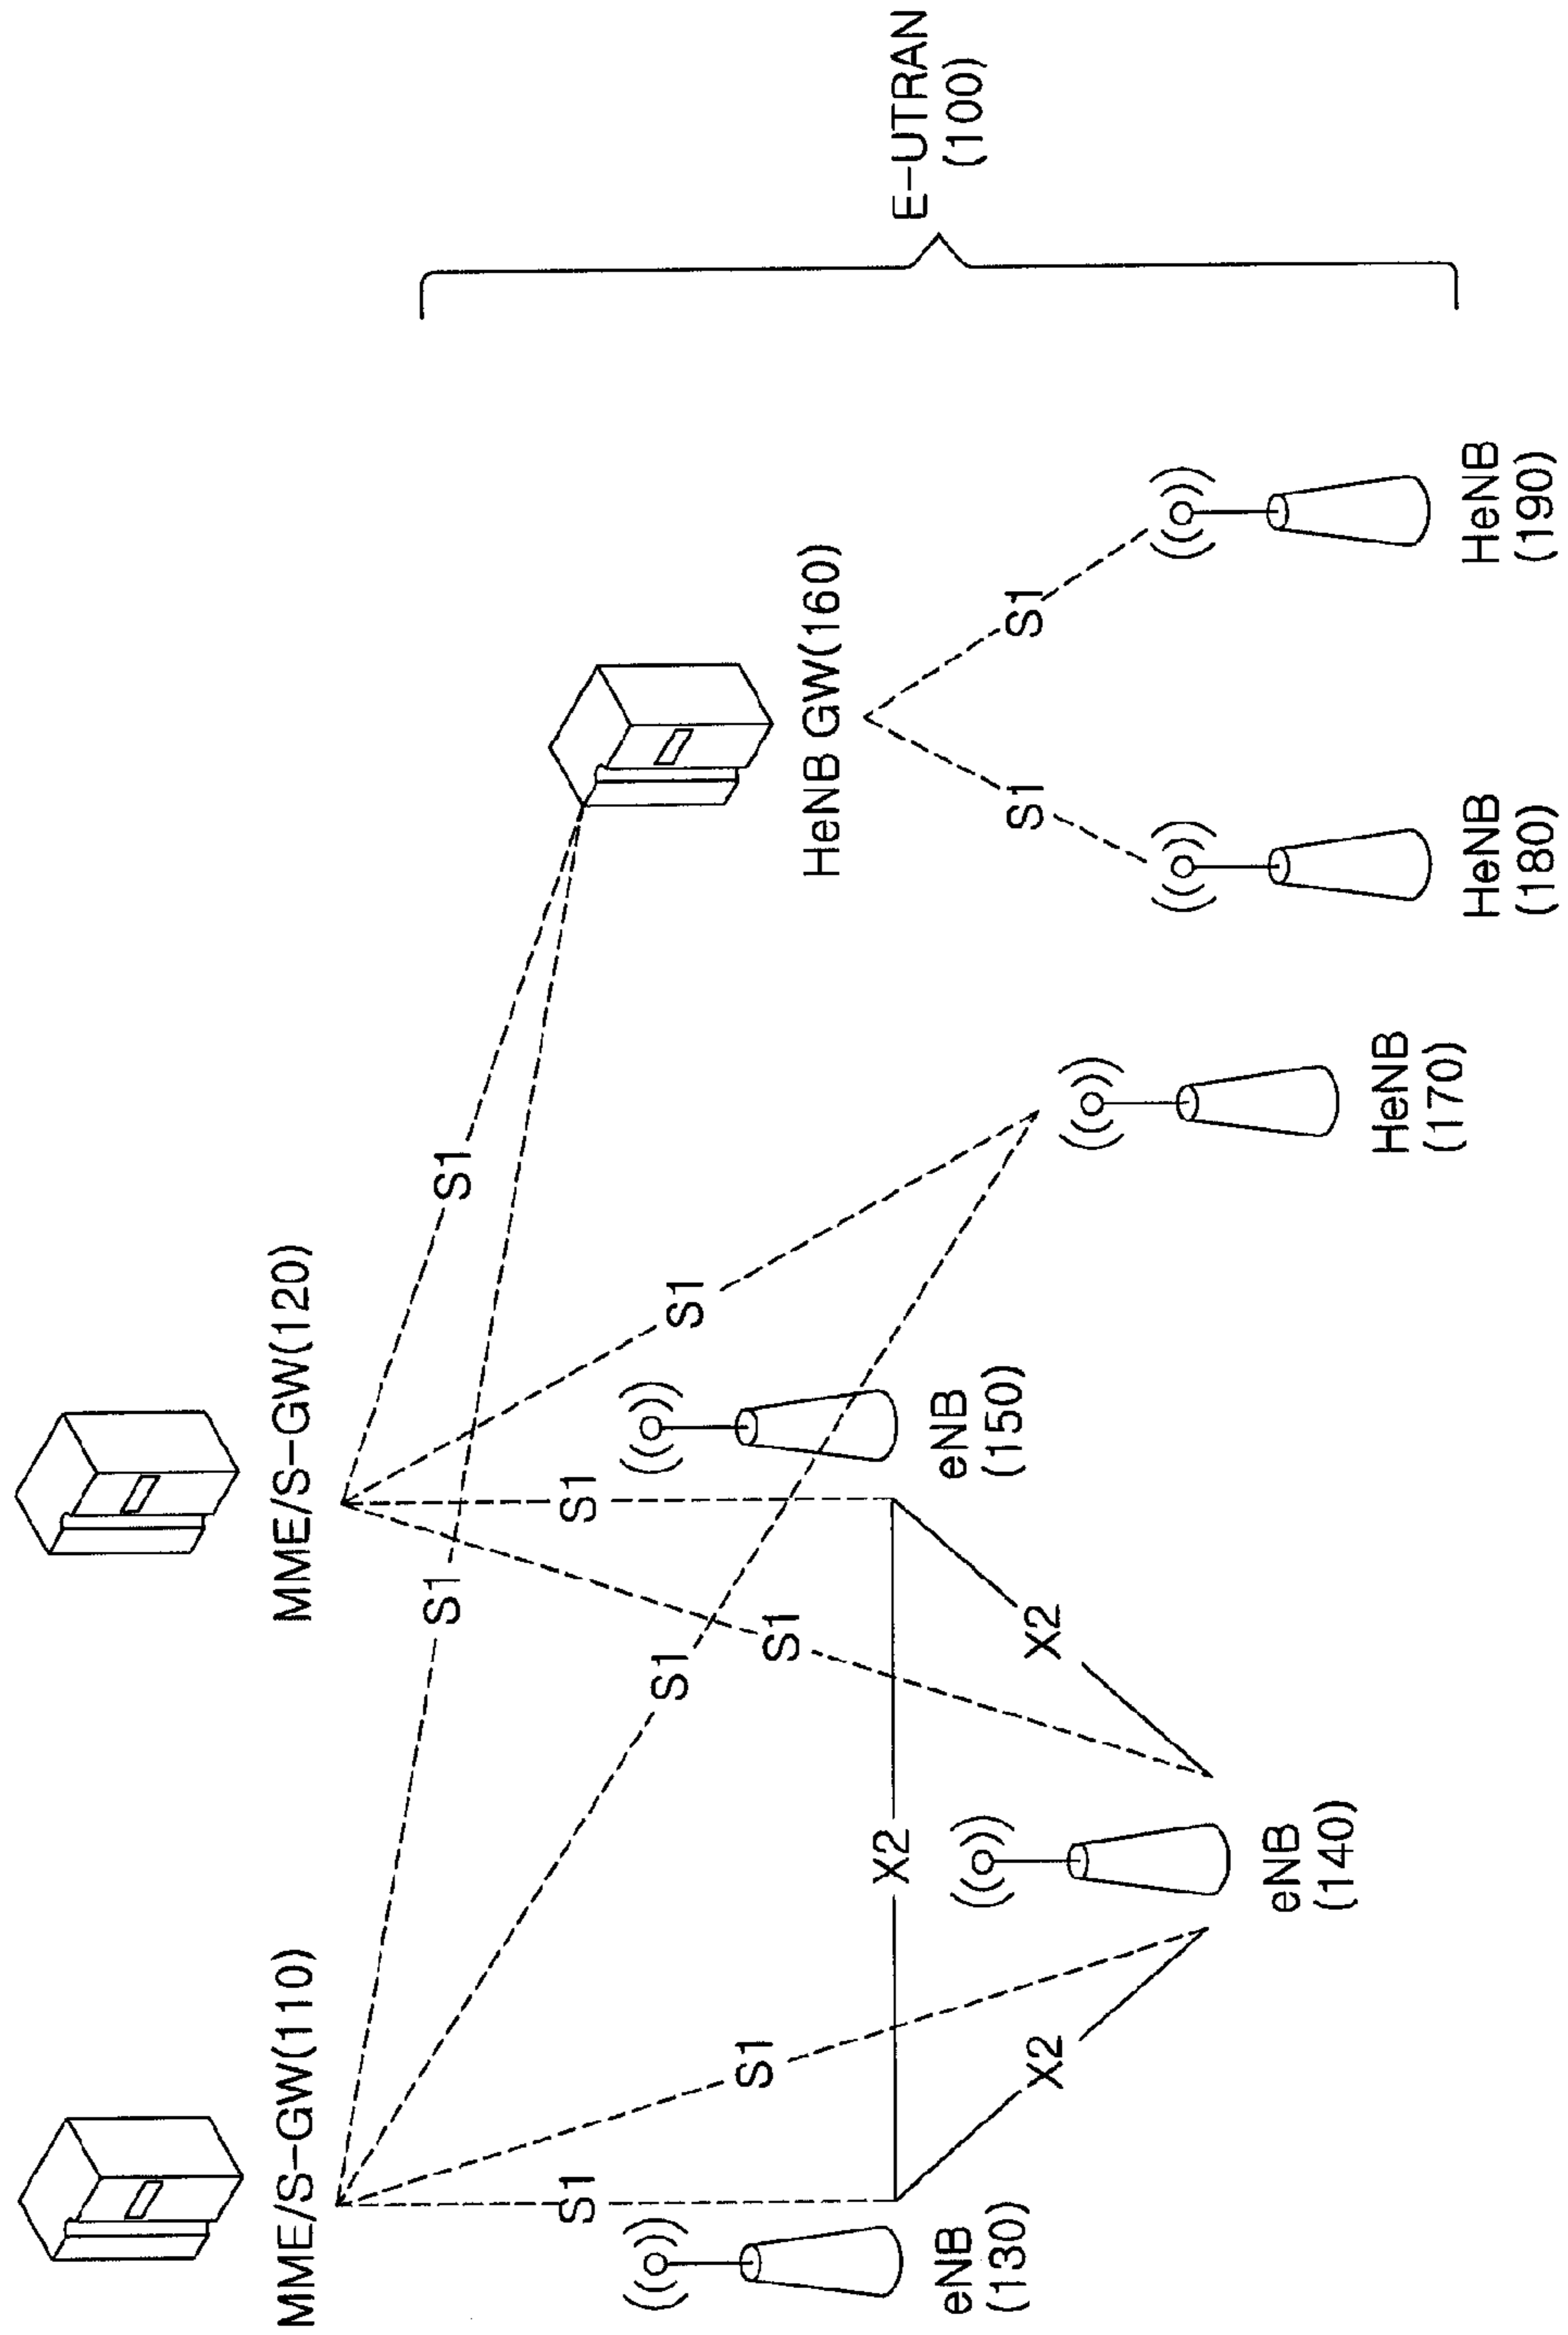 MME/S-GW(110)
MME/S-GW(120)
S1
S1
HeNB GW(160)
E-UTRAN
(100)
S1
S1
S1
S1
S1
S1
eNB
(130)
X2
eNB
(150)
S1
S1
X2
X2
eNB
(140)
HeNB
(170)
HeNB
(180)
HeNB
(190)